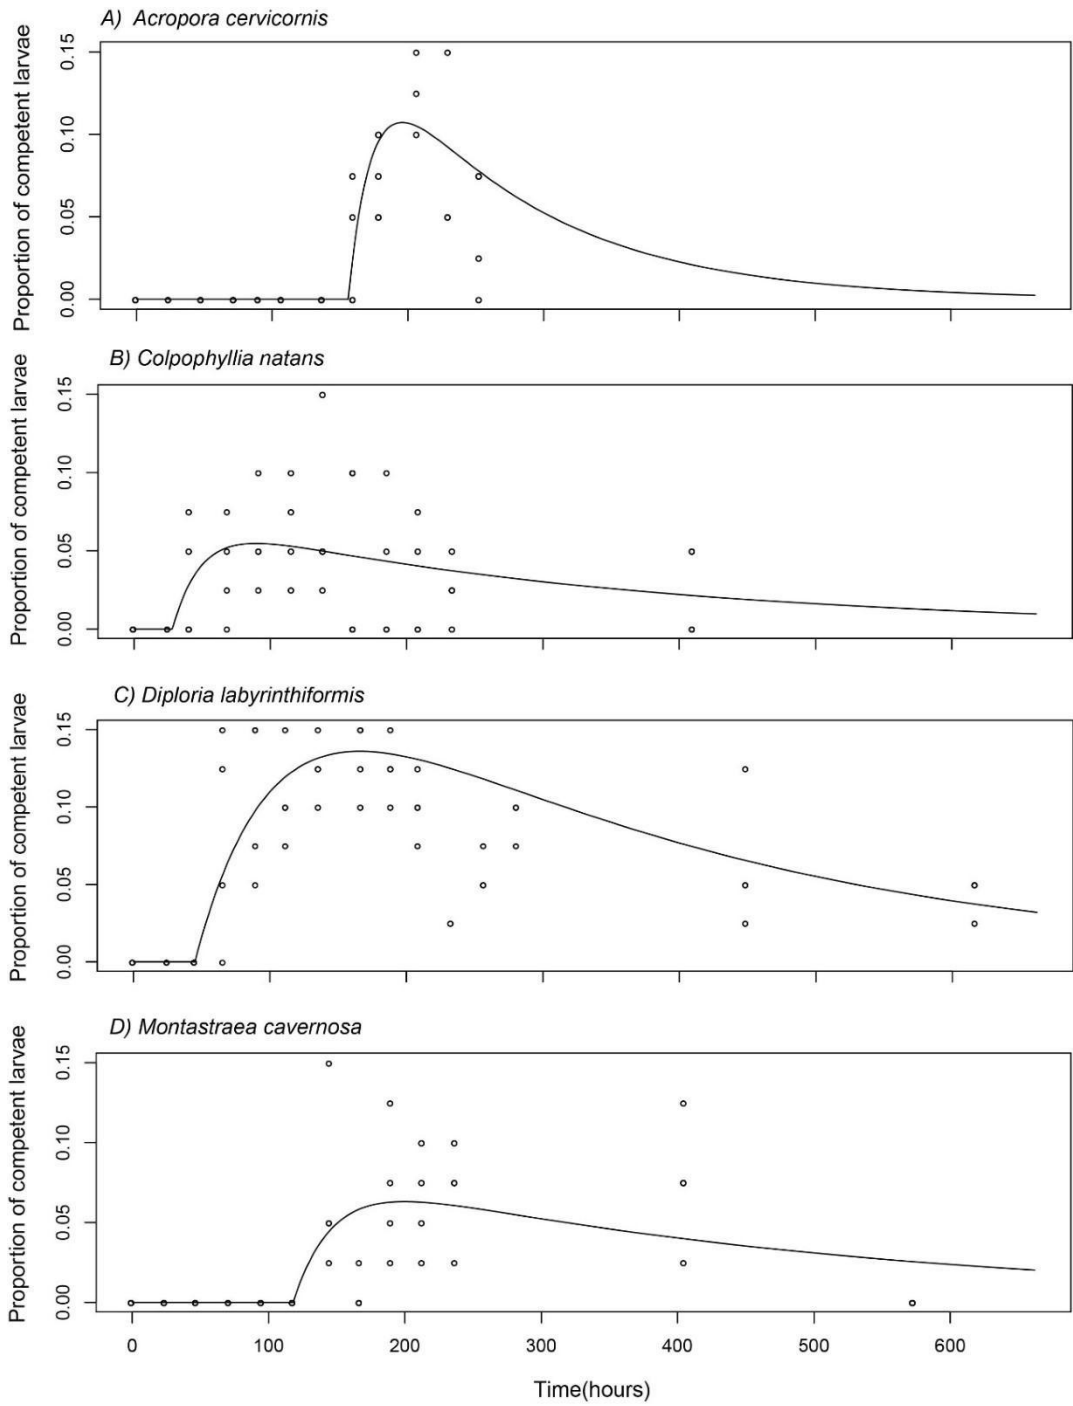 A) Acropora cervicornis
Proportion of competent larvae
0.15
0.10
0.05
0.00
B) Colpophyllia natans
Proportion of competent larvae
0.15
0.10
0.05
0.00
C) Diploria labyrinthiformis
Proportion of competent larvae
0.15
0.10
0.05
0.00
D) Montastraea cavernosa
Proportion of competent larvae
0.15
0.10
0.05
0.00
0 100 200 300 400 500 600
Time(hours)